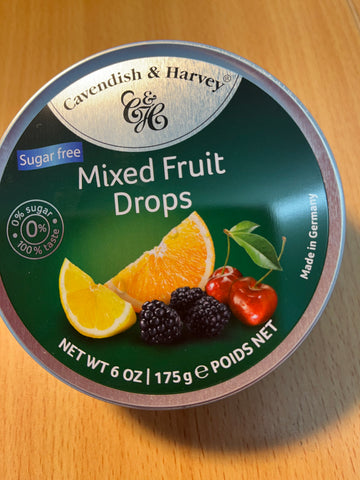 Cavendish & Harvey®
C&H
Sugar free
Mixed Fruit
Drops
0% sugar
0%
100% taste
Made in Germany
NET WT 6 OZ | 175g ℮ POIDS NET